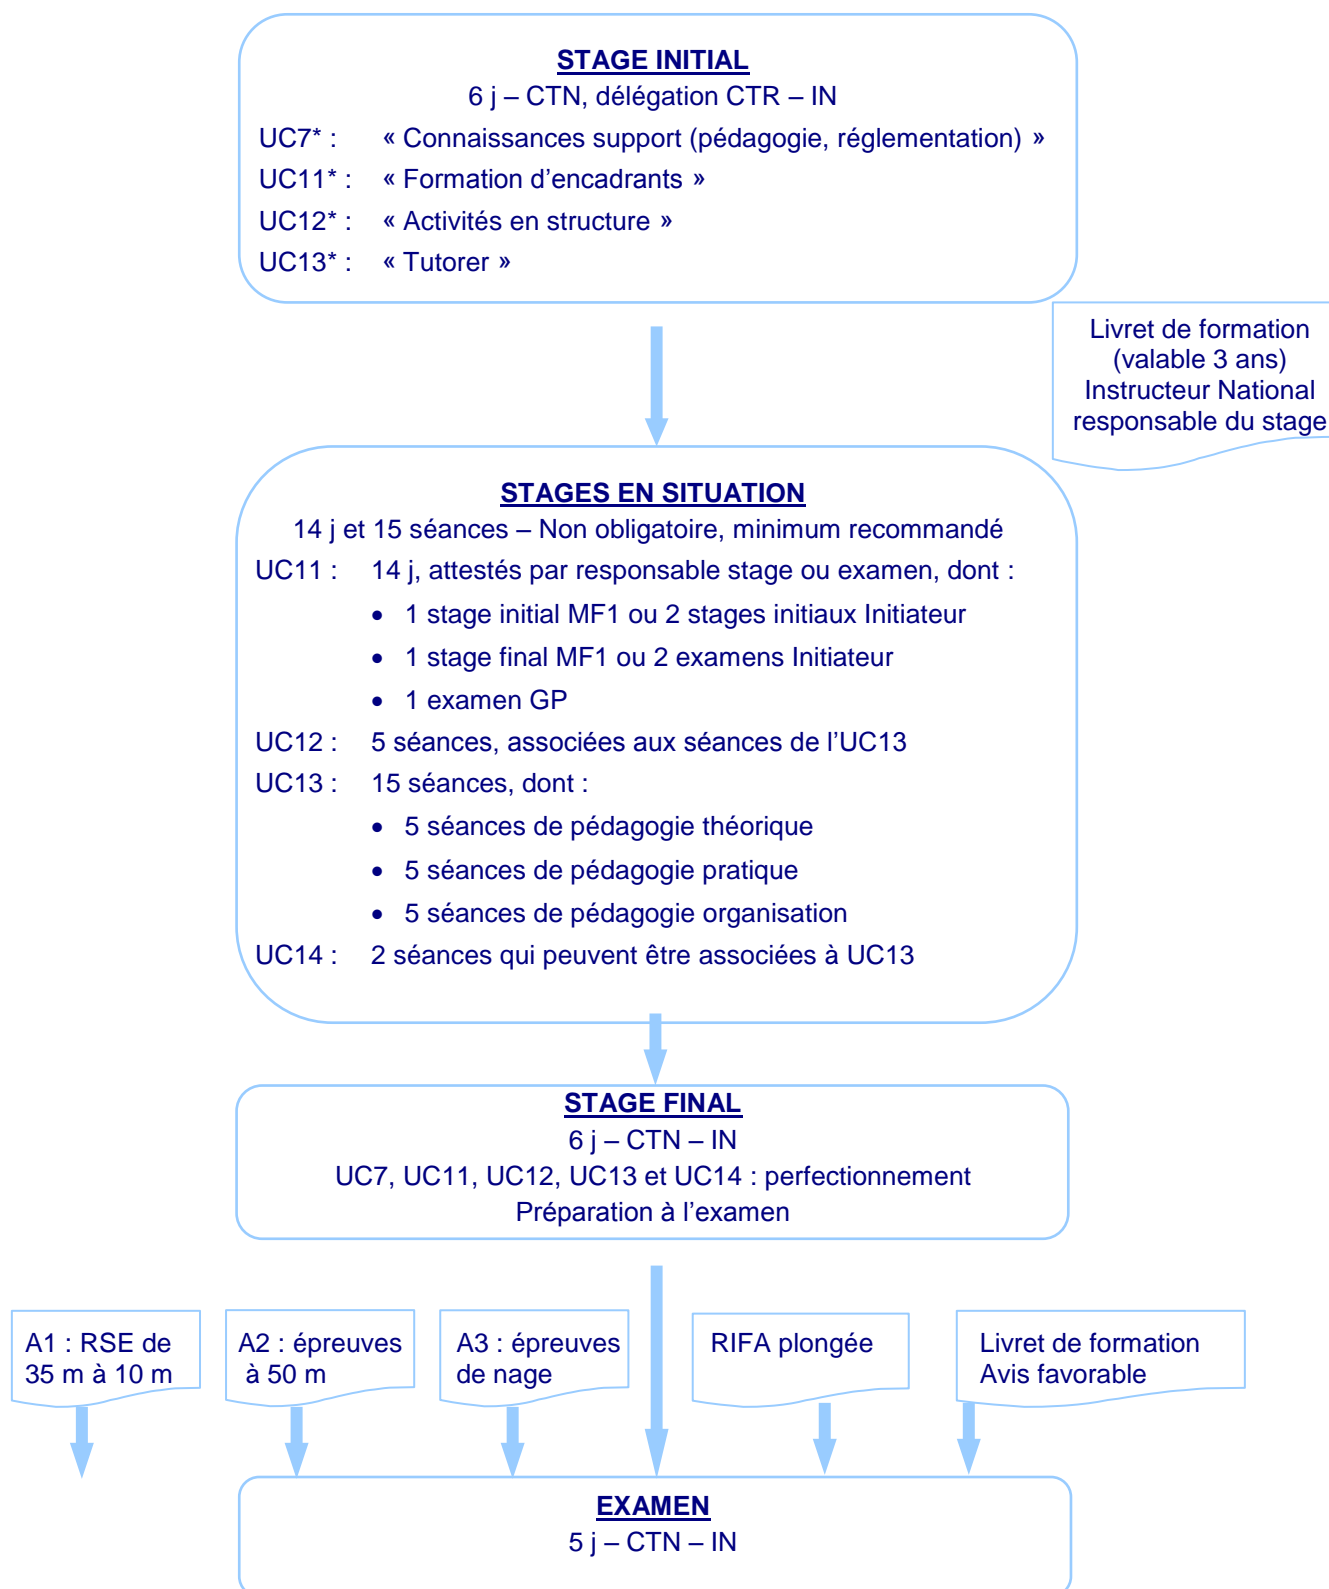 STAGE INITIAL
6 j – CTN, délégation CTR – IN
UC7* : « Connaissances support (pédagogie, réglementation) »
UC11* : « Formation d’encadrants »
UC12* : « Activités en structure »
UC13* : « Tutorer »
Livret de formation
(valable 3 ans)
Instructeur National
responsable du stage
STAGES EN SITUATION
14 j et 15 séances – Non obligatoire, minimum recommandé
UC11 : 14 j, attestés par responsable stage ou examen, dont :
• 1 stage initial MF1 ou 2 stages initiaux Initiateur
• 1 stage final MF1 ou 2 examens Initiateur
• 1 examen GP
UC12 : 5 séances, associées aux séances de l’UC13
UC13 : 15 séances, dont :
• 5 séances de pédagogie théorique
• 5 séances de pédagogie pratique
• 5 séances de pédagogie organisation
UC14 : 2 séances qui peuvent être associées à UC13
STAGE FINAL
6 j – CTN – IN
UC7, UC11, UC12, UC13 et UC14 : perfectionnement
Préparation à l’examen
A1 : RSE de
35 m à 10 m
A2 : épreuves
à 50 m
A3 : épreuves
de nage
RIFA plongée
Livret de formation
Avis favorable
EXAMEN
5 j – CTN – IN